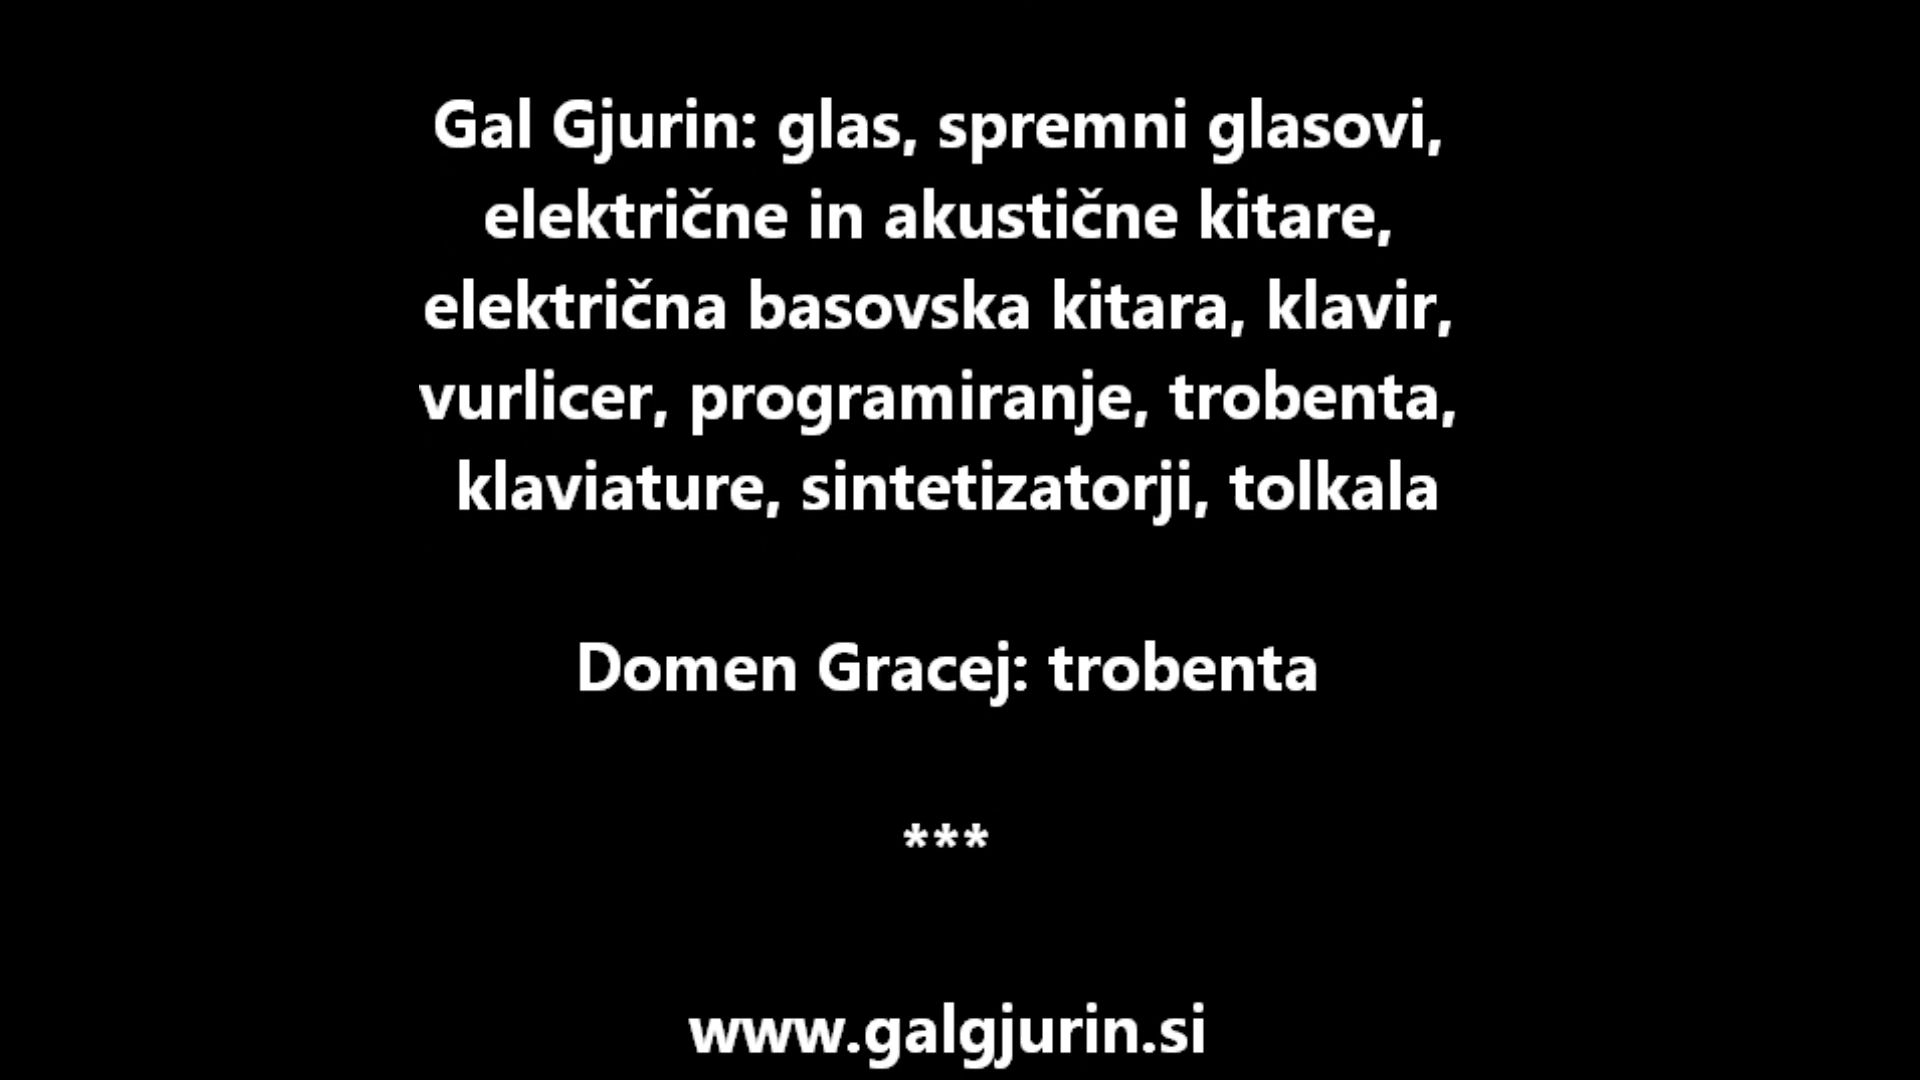 Gal Gjurin: glas, spremni glasovi,
električne in akustične kitare,
električna basovska kitara, klavir,
vurlicer, programiranje, trobenta,
klaviature, sintetizatorji, tolkala
Domen Gracej: trobenta
***
www.galgjurin.si